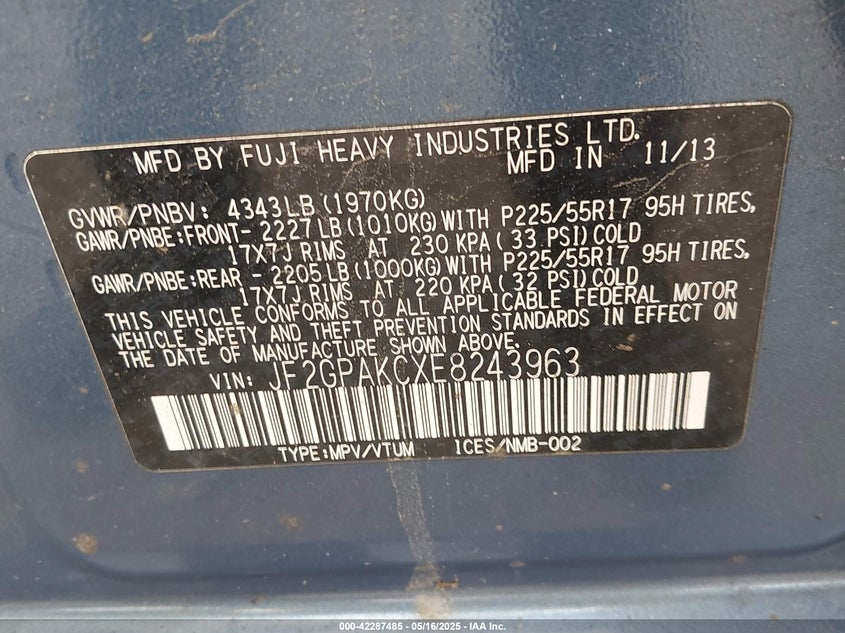 MFD BY FUJI HEAVY INDUSTRIES LTD.
MFD IN 11/13
GVWR/PNBV: 4343LB(1970KG)
GAWR/PNBE:FRONT- 2227LB(1010KG)WITH P225/55R17 95H TIRES,
17X7J RIMS AT 230 KPA( 33 PSI)COLD
GAWR/PNBE:REAR - 2205LB(1000KG)WITH P225/55R17 95H TIRES,
17X7J RIMS AT 220 KPA( 32 PSI)COLD
THIS VEHICLE CONFORMS TO ALL APPLICABLE FEDERAL MOTOR
VEHICLE SAFETY AND THEFT PREVENTION STANDARDS IN EFFECT ON
THE DATE OF MANUFACTURE SHOWN ABOVE.
VIN: JF2GPAKCXE8243963
TYPE:MPV/VTUM ICES/NMB-002
000-42287485 - 05/16/2025 - IAA Inc.